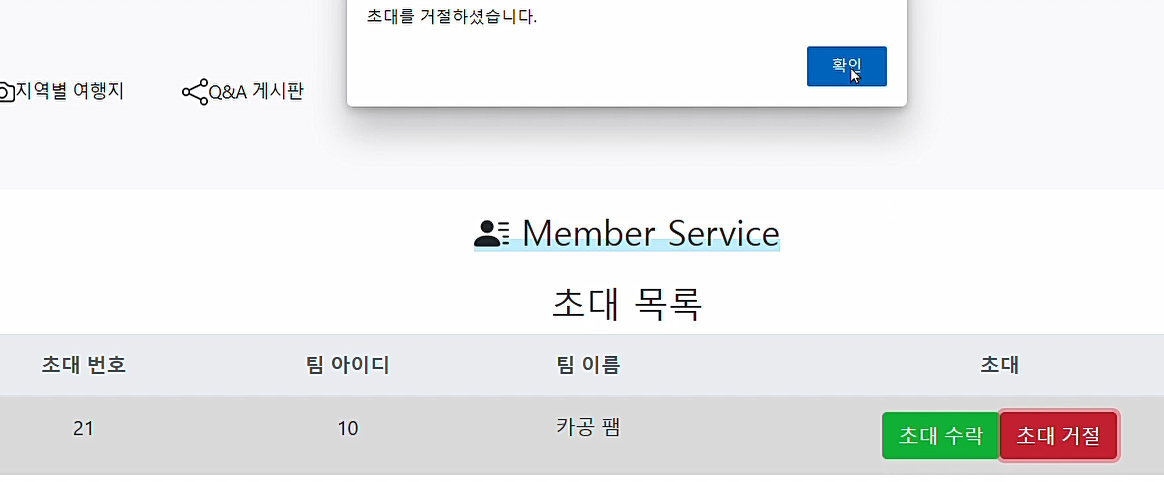 초대를 거절하셨습니다.
확인
지역별 여행지 Q&A 게시판
Member Service
초대 목록
초대 번호 팀 아이디 팀 이름 초대
21 10 카공 팸 초대 수락 초대 거절